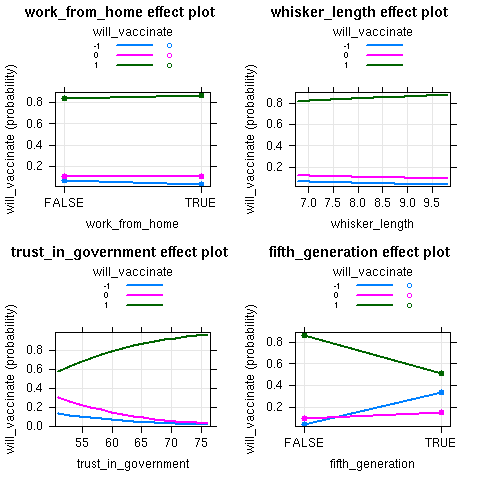 work_from_home effect plot
will_vaccinate
-1
0
1
will_vaccinate (probability)
0.8
0.6
0.4
0.2
FALSE TRUE
work_from_home
whisker_length effect plot
will_vaccinate
-1
0
1
will_vaccinate (probability)
0.8
0.6
0.4
0.2
7.0 7.5 8.0 8.5 9.0 9.5
whisker_length
trust_in_government effect plot
will_vaccinate
-1
0
1
will_vaccinate (probability)
0.8
0.6
0.4
0.2
0.0
55 60 65 70 75
trust_in_government
fifth_generation effect plot
will_vaccinate
-1
0
1
will_vaccinate (probability)
0.8
0.6
0.4
0.2
FALSE TRUE
fifth_generation